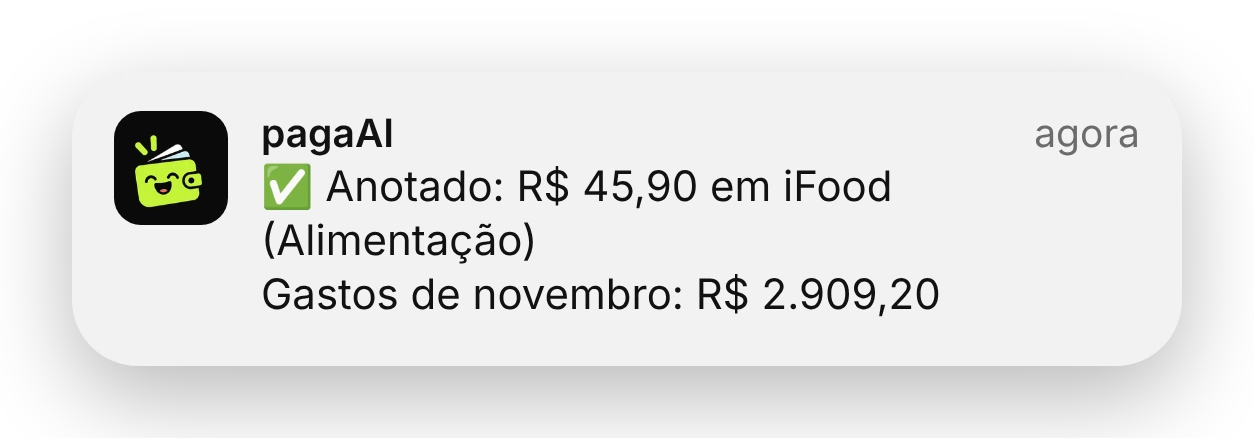 pagaAI
agora
✅ Anotado: R$ 45,90 em iFood
(Alimentação)
Gastos de novembro: R$ 2.909,20